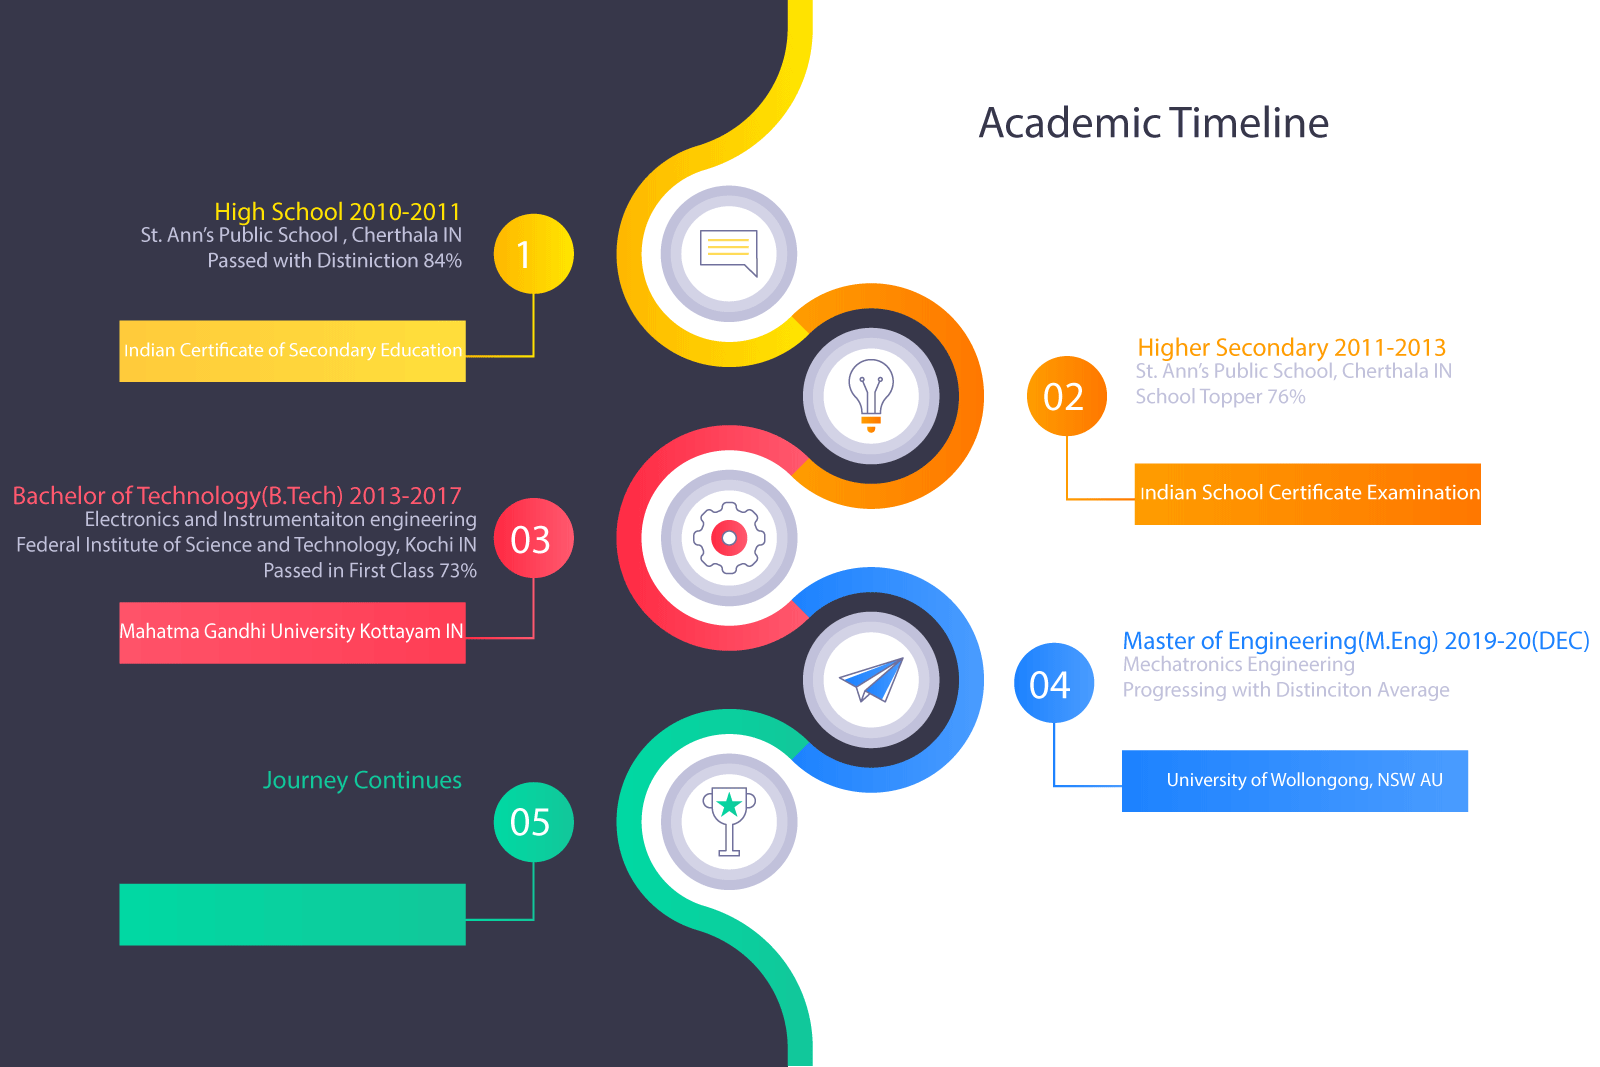 Academic Timeline
High School 2010-2011
St. Ann's Public School , Cherthala IN
Passed with Distiniction 84%
1
Indian Certificate of Secondary Education
Higher Secondary 2011-2013
St. Ann's Public School, Cherthala IN
School Topper 76%
02
Indian School Certificate Examination
Bachelor of Technology(B.Tech) 2013-2017
Electronics and Instrumentaiton engineering
Federal Institute of Science and Technology, Kochi IN
Passed in First Class 73%
03
Mahatma Gandhi University Kottayam IN
Master of Engineering(M.Eng) 2019-20(DEC)
Mechatronics Engineering
Progressing with Distinciton Average
04
University of Wollongong, NSW AU
Journey Continues
05